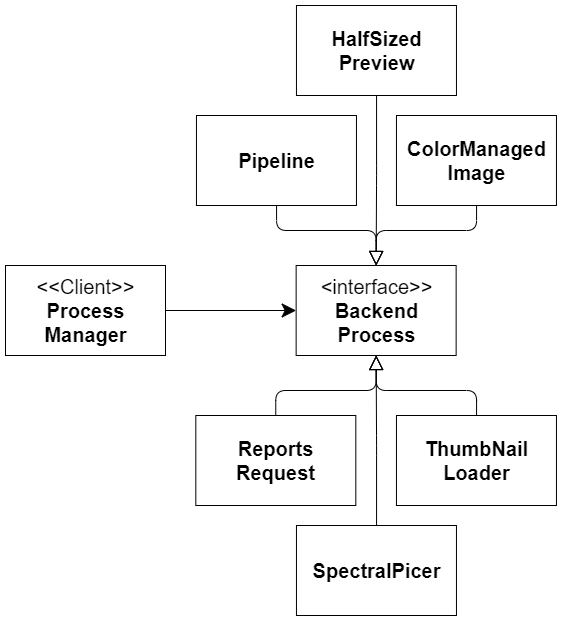 HalfSized
Preview
Pipeline
ColorManaged
Image
<<Client>>
Process
Manager
<interface>>
Backend
Process
Reports
Request
ThumbNail
Loader
SpectralPicer